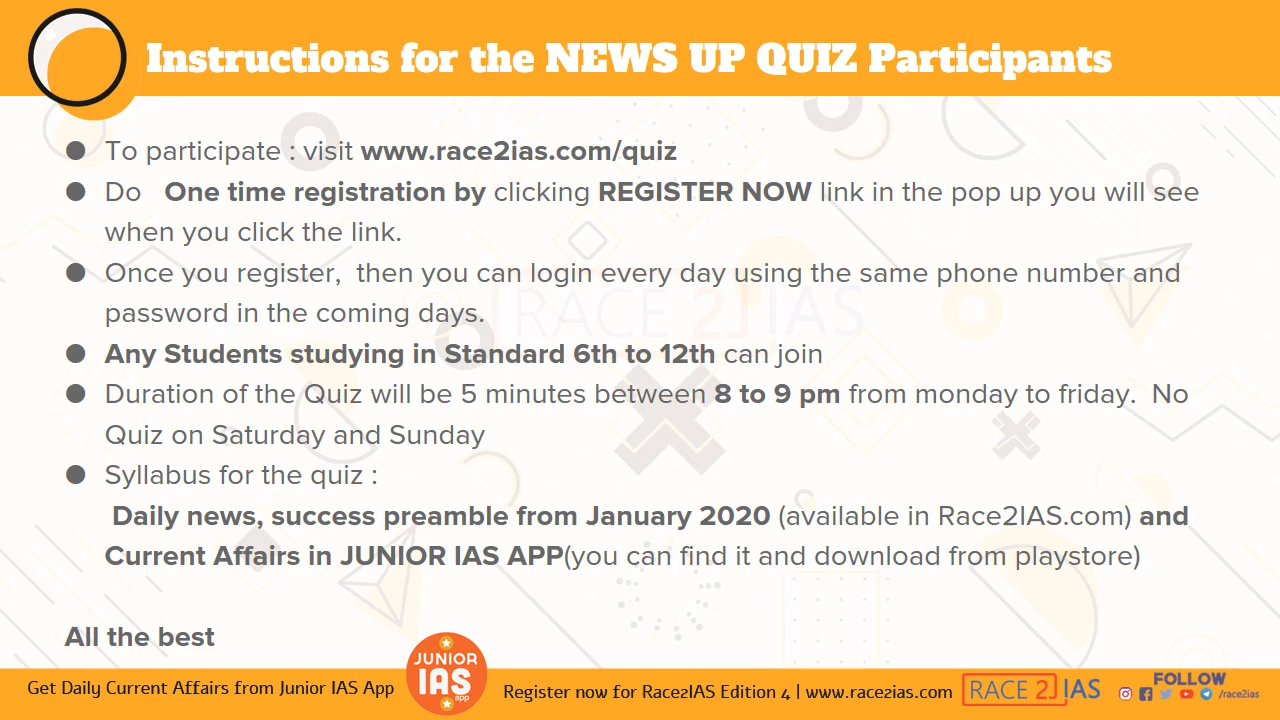 Instructions for the NEWS UP QUIZ Participants
● To participate : visit www.race2ias.com/quiz
● Do One time registration by clicking REGISTER NOW link in the pop up you will see
when you click the link.
● Once you register, then you can login every day using the same phone number and
password in the coming days.
● Any Students studying in Standard 6th to 12th can join
● Duration of the Quiz will be 5 minutes between 8 to 9 pm from monday to friday. No
Quiz on Saturday and Sunday
● Syllabus for the quiz :
Daily news, success preamble from January 2020 (available in Race2IAS.com) and
Current Affairs in JUNIOR IAS APP(you can find it and download from playstore)
RACE 2 IAS
All the best
Get Daily Current Affairs from Junior IAS App
JUNIOR
IAS
app
Register now for Race2IAS Edition 4 | www.race2ias.com
RACE 2 IAS
FOLLOW
/race2ias